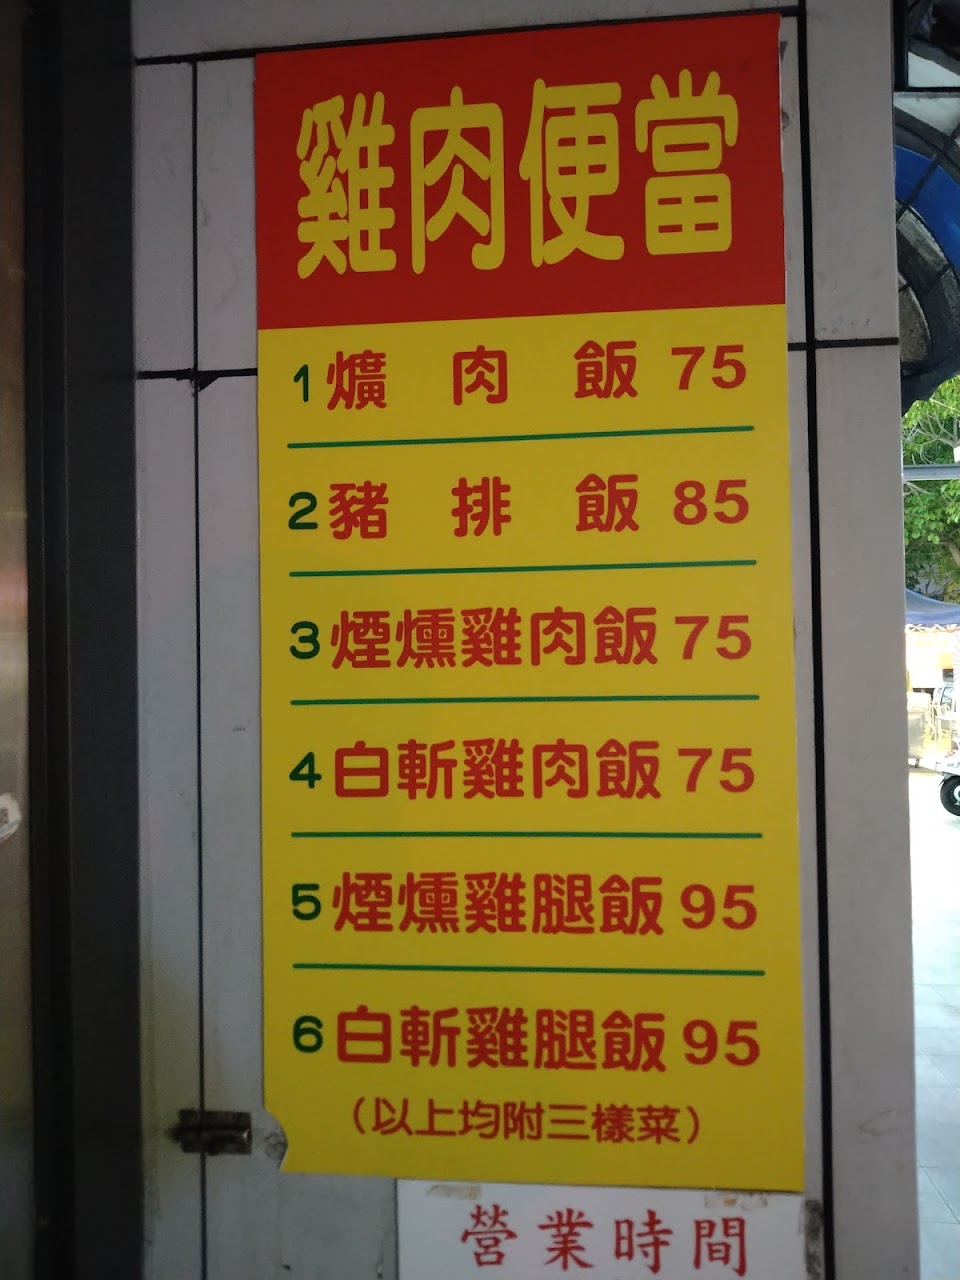 雞肉便當
1 爌肉飯 75
2 豬排飯 85
3 煙燻雞肉飯 75
4 白斬雞肉飯 75
5 煙燻雞腿飯 95
6 白斬雞腿飯 95
(以上均附三樣菜)
營業時間